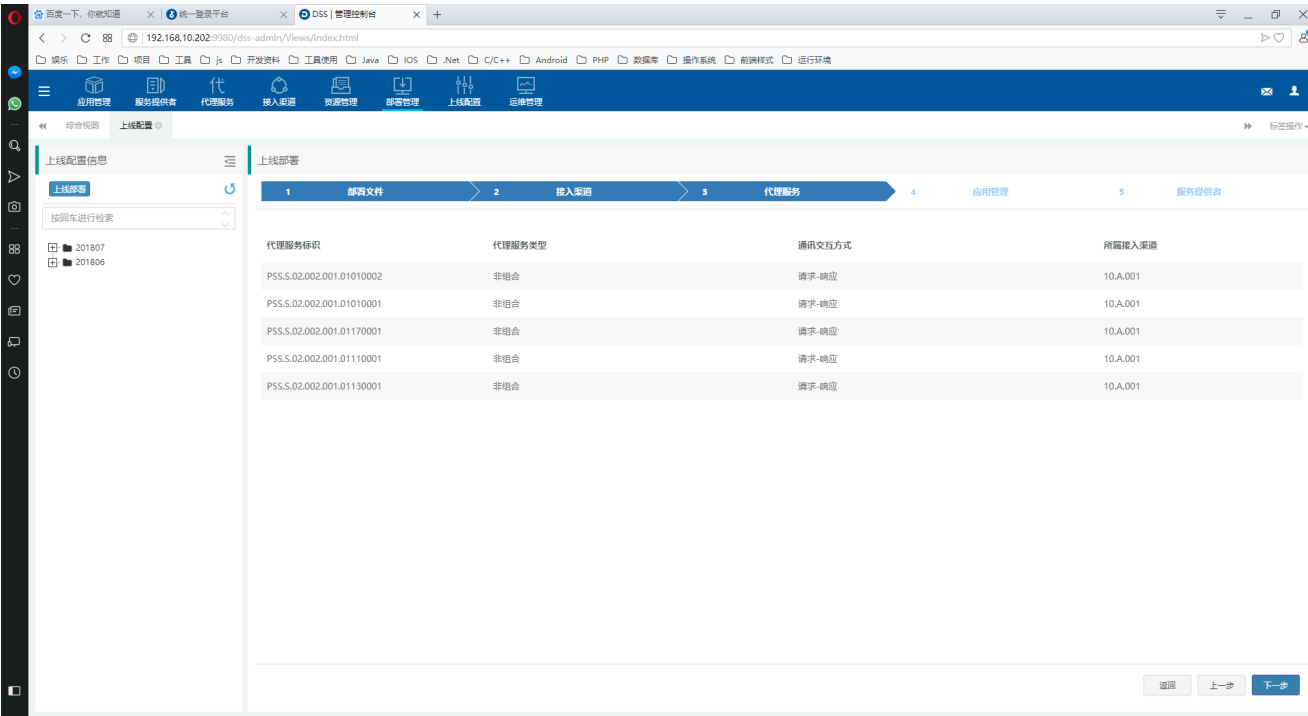 百度一下，你就知道 统一登录平台 DSS | 管理控制台
192.168.10.202:9980/dss-admin/Views/Index.html
娱乐 工作 项目 工具 js 开发资料 工具使用 Java IOS .Net C/C++ Android PHP 数据库 操作系统 前端样式 运行环境
应用管理 服务提供者 代理服务 接入渠道 资源管理 部署管理 上线配置 运维管理
综合视图 上线配置 标签操作
上线配置信息
上线部署
上线部署
1 部署文件 2 接入渠道 3 代理服务 4 应用管理 5 服务提供者
按回车进行检索
201807
201806
代理服务标识 代理服务类型 通讯交互方式 所属接入渠道
PSS.S.02.002.001.01010002 非组合 请求-响应 10.A.001
PSS.S.02.002.001.01010001 非组合 请求-响应 10.A.001
PSS.S.02.002.001.01170001 非组合 请求-响应 10.A.001
PSS.S.02.002.001.01110001 非组合 请求-响应 10.A.001
PSS.S.02.002.001.01130001 非组合 请求-响应 10.A.001
返回 上一步 下一步